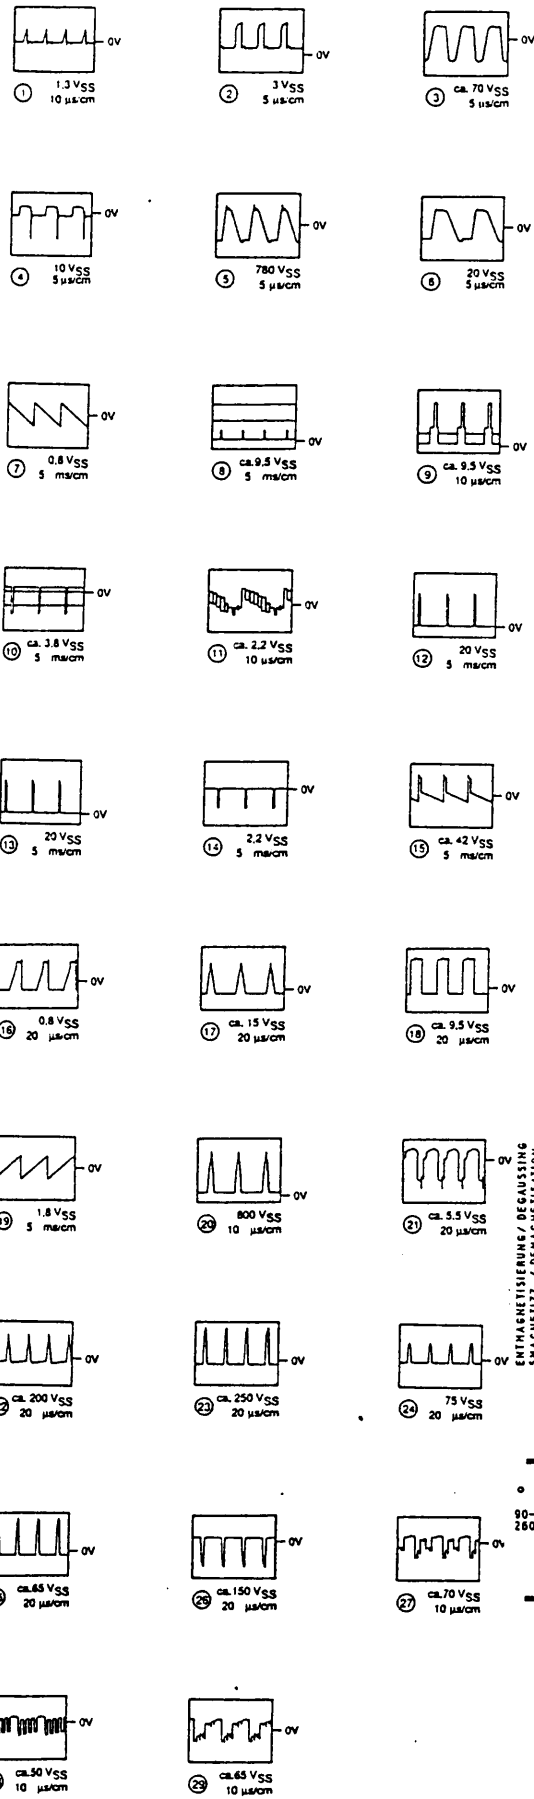 0V
1 1,3 VSS
10 µs/cm
0V
2 3 VSS
5 µs/cm
0V
3 ca. 70 VSS
5 µs/cm
0V
4 10 VSS
5 µs/cm
0V
5 780 VSS
5 µs/cm
0V
6 20 VSS
5 µs/cm
0V
7 0,8 VSS
5 ms/cm
0V
8 ca. 9,5 VSS
5 ms/cm
0V
9 ca. 9,5 VSS
10 µs/cm
0V
10 ca. 3,8 VSS
5 ms/cm
0V
11 ca. 2,2 VSS
10 µs/cm
0V
12 20 VSS
5 ms/cm
0V
13 20 VSS
5 ms/cm
0V
14 2,2 VSS
5 ms/cm
0V
15 ca. 42 VSS
5 ms/cm
0V
16 0,8 VSS
20 µs/cm
0V
17 ca. 15 VSS
20 µs/cm
0V
18 ca. 9,5 VSS
20 µs/cm
0V
19 1,8 VSS
5 ms/cm
0V
20 800 VSS
10 µs/cm
0V
21 ca. 5,5 VSS
20 µs/cm
ENTMAGNETISIERUNG / DEGAUSSING
0V
2 ca. 200 VSS
20 µs/cm
0V
23 ca. 250 VSS
20 µs/cm
0V
24 75 VSS
20 µs/cm
90-
260
0V
ca. 65 VSS
20 µs/cm
0V
26 ca. 150 VSS
20 µs/cm
0V
27 ca. 70 VSS
10 µs/cm
0V
ca. 50 VSS
10 µs/cm
0V
29 ca. 65 VSS
10 µs/cm